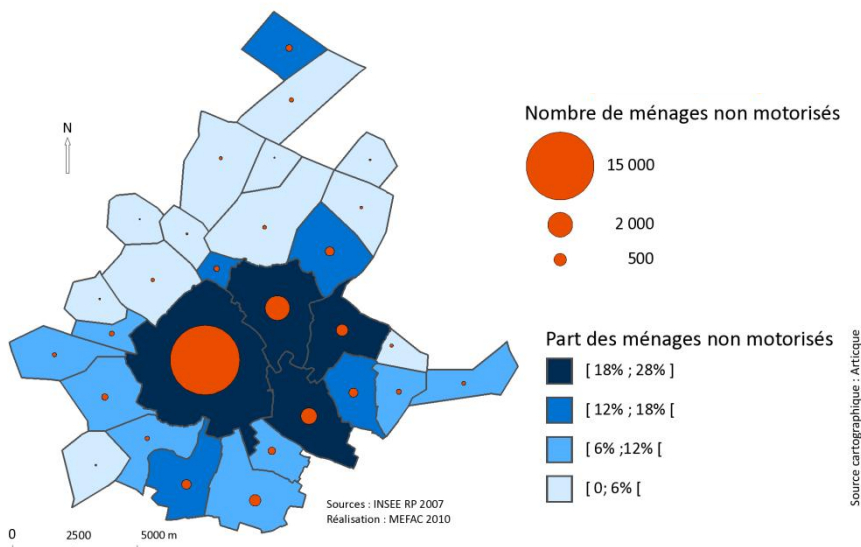 N
Nombre de ménages non motorisés
15 000
2 000
500
Part des ménages non motorisés
[ 18% ; 28% ]
[ 12% ; 18% [
[ 6% ;12% [
[ 0; 6% [
Source cartographique : Articque
Sources : INSEE RP 2007
Réalisation : MEFAC 2010
0 2500 5000 m